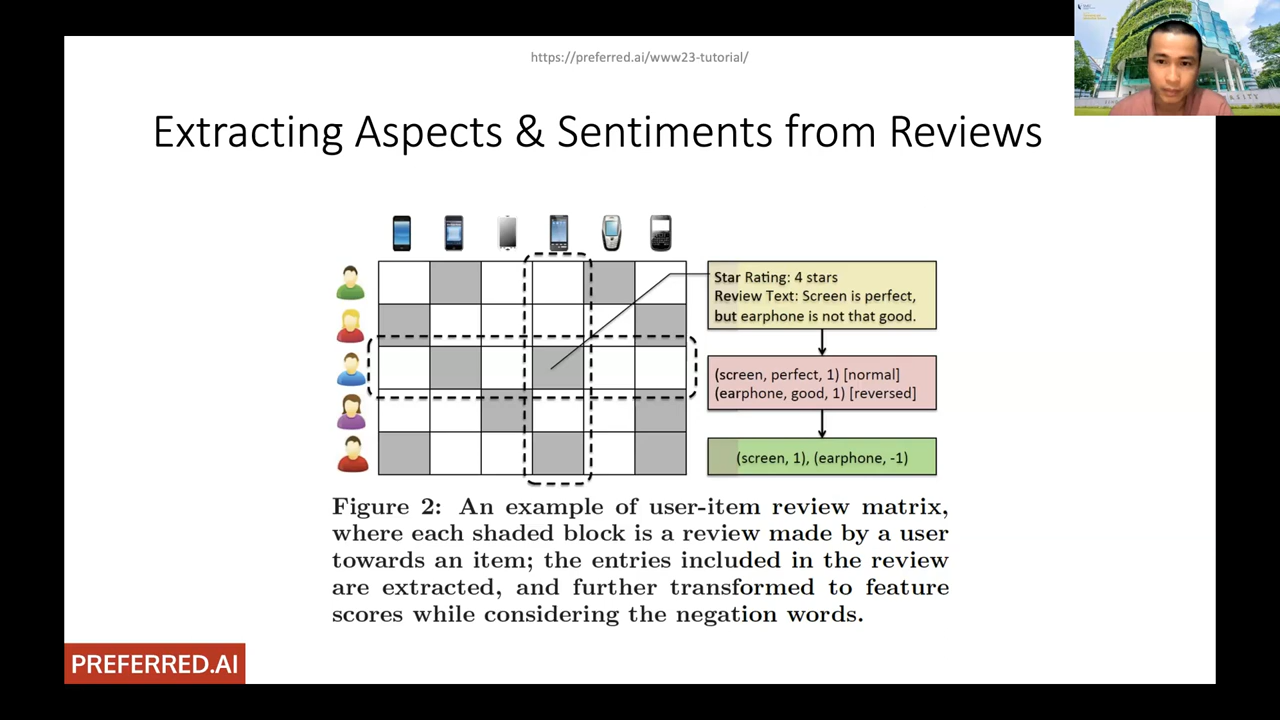 https://preferred.ai/www23-tutorial/
Extracting Aspects & Sentiments from Reviews
Star Rating: 4 stars
Review Text: Screen is perfect,
but earphone is not that good.
(screen, perfect, 1) [normal]
(earphone, good, 1) [reversed]
(screen, 1), (earphone, -1)
Figure 2: An example of user-item review matrix,
where each shaded block is a review made by a user
towards an item; the entries included in the review
are extracted, and further transformed to feature
scores while considering the negation words.
PREFERRED.AI